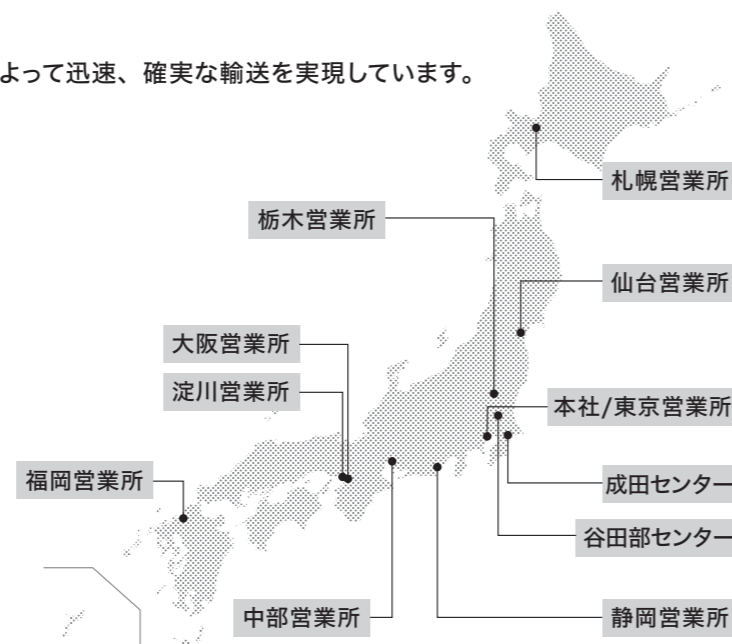 よって迅速、確実な輸送を実現しています。
札幌営業所
栃木営業所
仙台営業所
大阪営業所
淀川営業所
本社/東京営業所
福岡営業所
成田センター
谷田部センター
中部営業所
静岡営業所